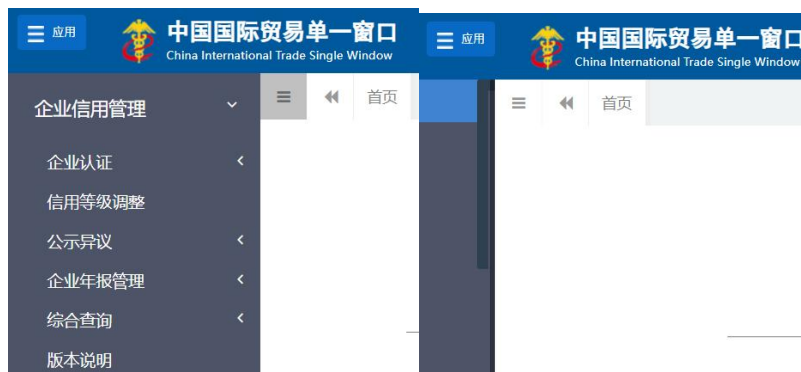 应用
中国国际贸易单一窗口
China International Trade Single Window
企业信用管理
首页
企业认证
信用等级调整
公示异议
企业年报管理
综合查询
版本说明
应用
中国国际贸易单一窗口
China International Trade Single Window
首页